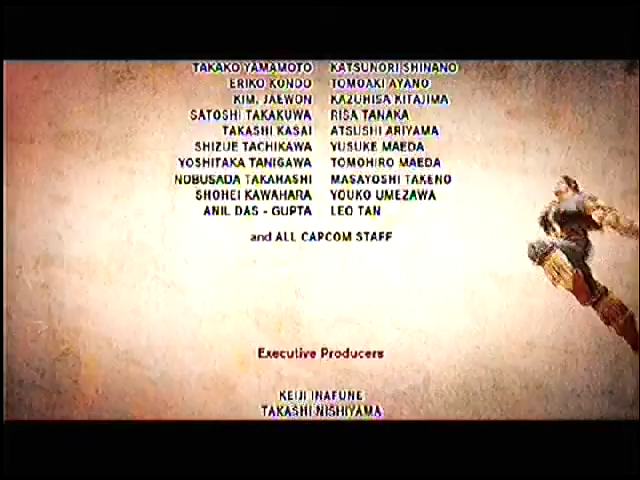 TAKAKO YAMAMOTO KATSUNORI SHINANO
ERIKO KONDO TOMOAKI AYANO
KIM, JAEWON KAZUHISA KITAJIMA
SATOSHI TAKAKUWA RISA TANAKA
TAKASHI KASAI ATSUSHI ARIYAMA
SHIZUE TACHIKAWA YUSUKE MAEDA
YOSHITAKA TANIGAWA TOMOHIRO MAEDA
NOBUSADA TAKAHASHI MASAYOSHI TAKENO
SHOHEI KAWAHARA YOUKO UMEZAWA
ANIL DAS - GUPTA LEO TAN
and ALL CAPCOM STAFF
Executive Producers
KEIJI INAFUNE
TAKASHI NISHIYAMA